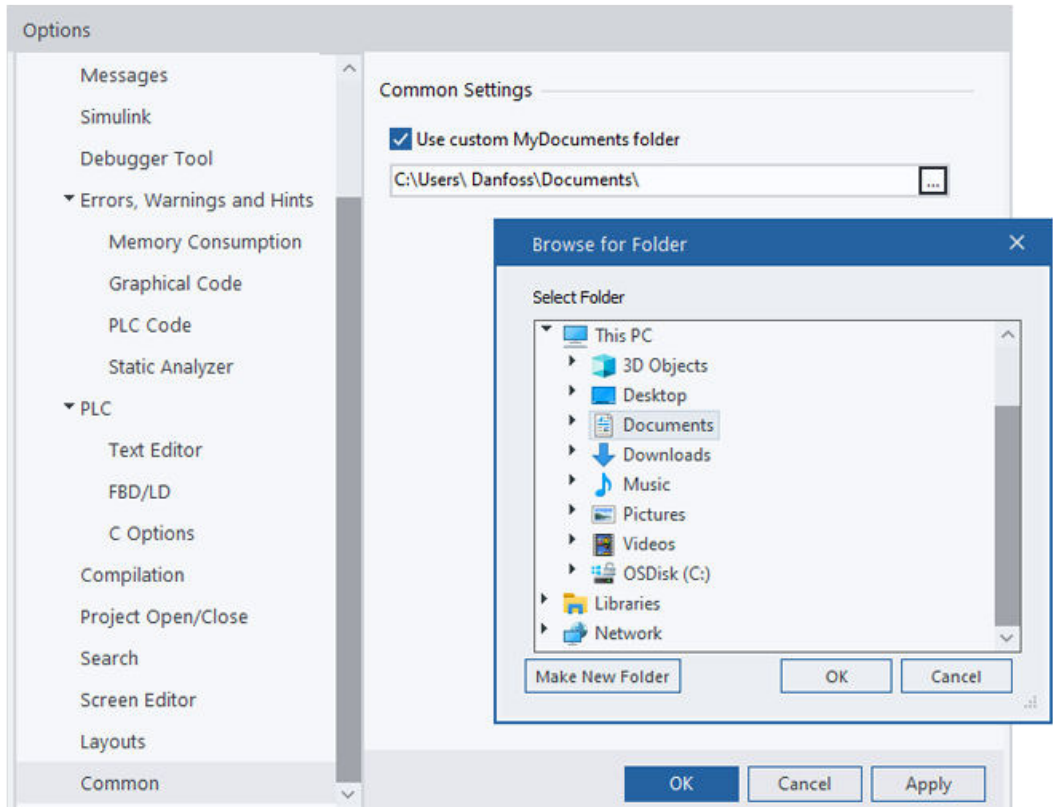 Options
Messages
Simulink
Debugger Tool
Errors, Warnings and Hints
Memory Consumption
Graphical Code
PLC Code
Static Analyzer
PLC
Text Editor
FBD/LD
C Options
Compilation
Project Open/Close
Search
Screen Editor
Layouts
Common
Common Settings
Use custom MyDocuments folder
C:\Users\ Danfoss\Documents\
...
Browse for Folder
Select Folder
This PC
3D Objects
Desktop
Documents
Downloads
Music
Pictures
Videos
OSDisk (C:)
Libraries
Network
Make New Folder
OK
Cancel
OK
Cancel
Apply